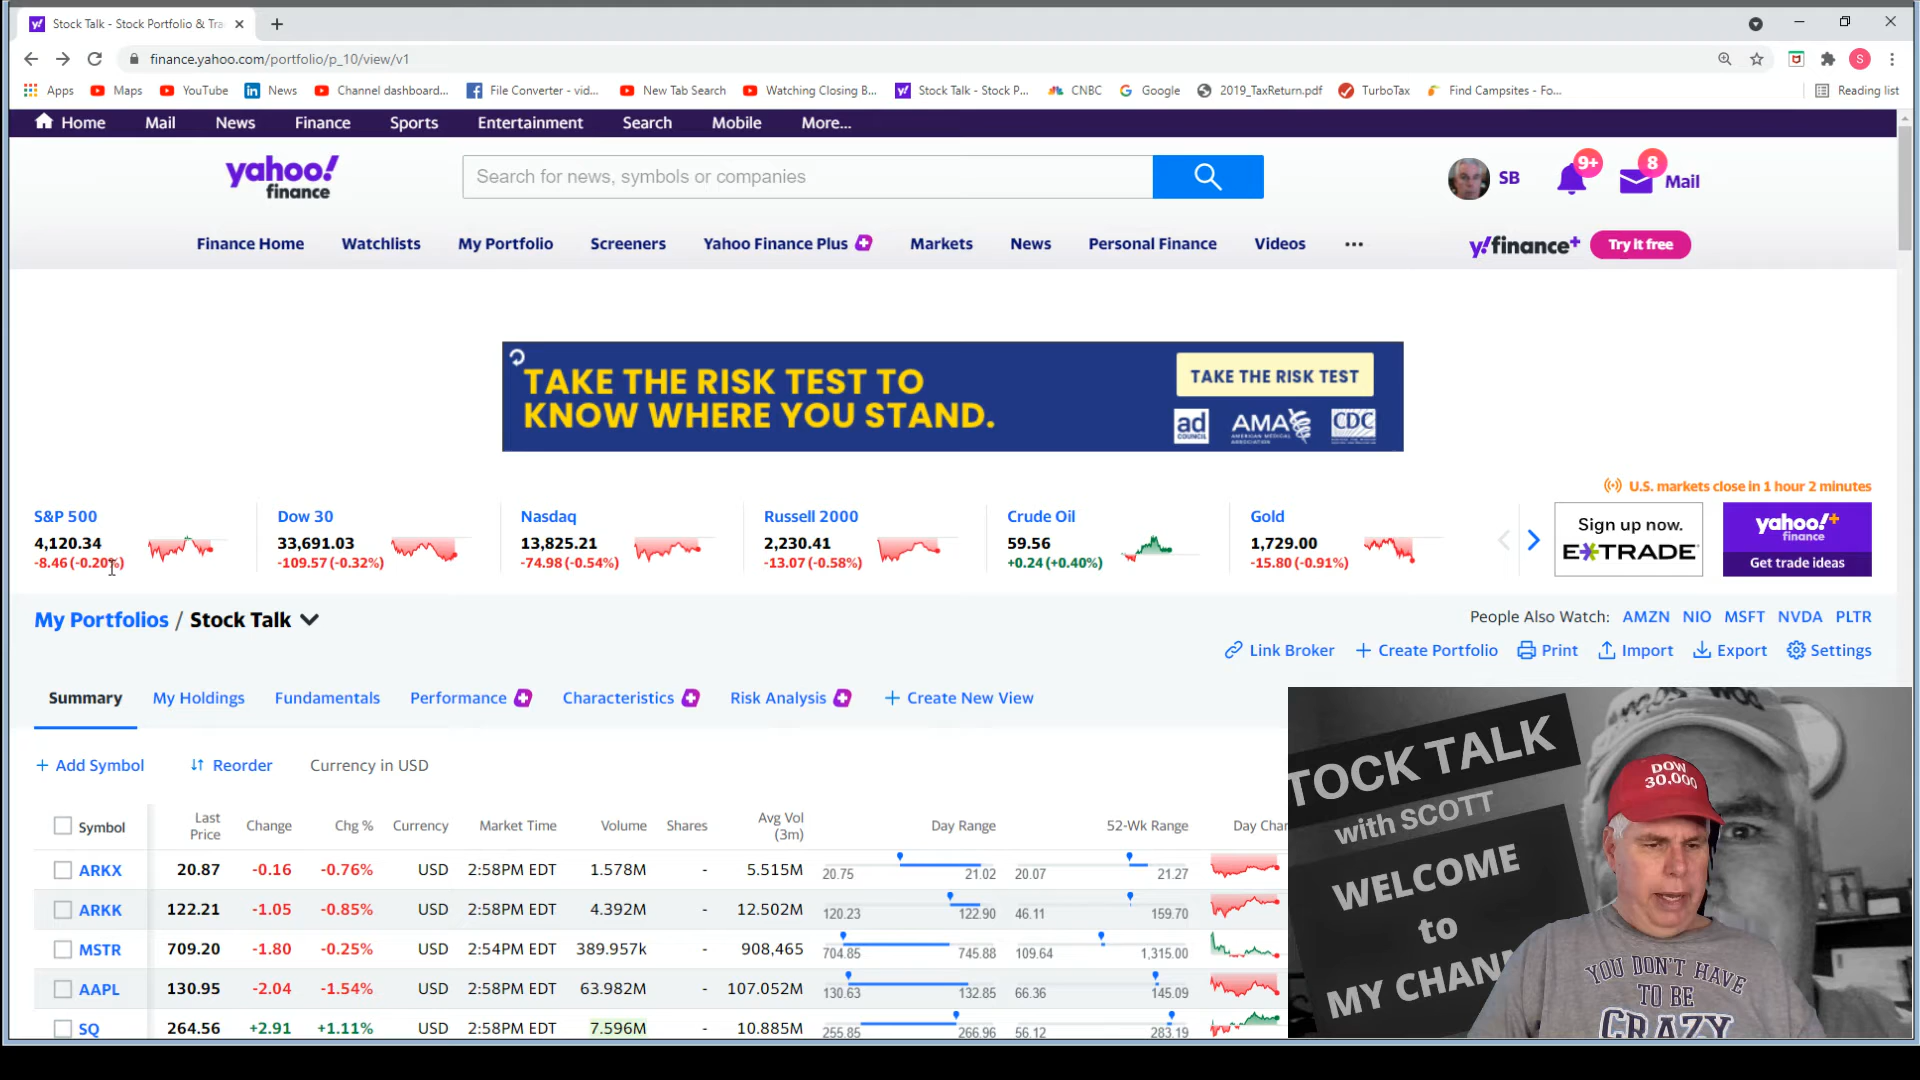 Stock Talk - Stock Portfolio & Tra
finance.yahoo.com/portfolio/p_10/view/v1
S
Apps Maps YouTube News Channel dashboard... File Converter - vid... New Tab Search Watching Closing B... Stock Talk - Stock P... CNBC Google 2019_TaxReturn.pdf TurboTax Find Campsites - Fo... Reading list
Home Mail News Finance Sports Entertainment Search Mobile More...
yahoo!
finance
Search for news, symbols or companies
SB
9+
8
Mail
Finance Home Watchlists My Portfolio Screeners Yahoo Finance Plus Markets News Personal Finance Videos
y!finance+ Try it free
TAKE THE RISK TEST TO
KNOW WHERE YOU STAND.
TAKE THE RISK TEST
ad COUNCIL AMA AMERICAN MEDICAL ASSOCIATION CDC
U.S. markets close in 1 hour 2 minutes
S&P 500
4,120.34
-8.46 (-0.20%)
Dow 30
33,691.03
-109.57 (-0.32%)
Nasdaq
13,825.21
-74.98 (-0.54%)
Russell 2000
2,230.41
-13.07 (-0.58%)
Crude Oil
59.56
+0.24 (+0.40%)
Gold
1,729.00
-15.80 (-0.91%)
Sign up now.
E*TRADE
yahoo!+
finance
Get trade ideas
My Portfolios / Stock Talk
People Also Watch: AMZN NIO MSFT NVDA PLTR
Link Broker + Create Portfolio Print Import Export Settings
Summary My Holdings Fundamentals Performance Characteristics Risk Analysis + Create New View
+ Add Symbol Reorder Currency in USD
Symbol Last Price Change Chg % Currency Market Time Volume Shares Avg Vol (3m) Day Range 52-Wk Range Day Cha
ARKX 20.87 -0.16 -0.76% USD 2:58PM EDT 1.578M - 5.515M 20.75 21.02 20.07 21.27
ARKK 122.21 -1.05 -0.85% USD 2:58PM EDT 4.392M - 12.502M 120.23 122.90 46.11 159.70
MSTR 709.20 -1.80 -0.25% USD 2:54PM EDT 389.957k - 908,465 704.85 745.88 109.64 1,315.00
AAPL 130.95 -2.04 -1.54% USD 2:58PM EDT 63.982M - 107.052M 130.63 132.85 66.36 145.09
SQ 264.56 +2.91 +1.11% USD 2:58PM EDT 7.596M - 10.885M 255.85 266.96 56.12 283.19
TOCK TALK
with SCOTT
WELCOME
to
MY CHANN
DOW
30,000
YOU DON'T HAVE
TO BE
CRAZY